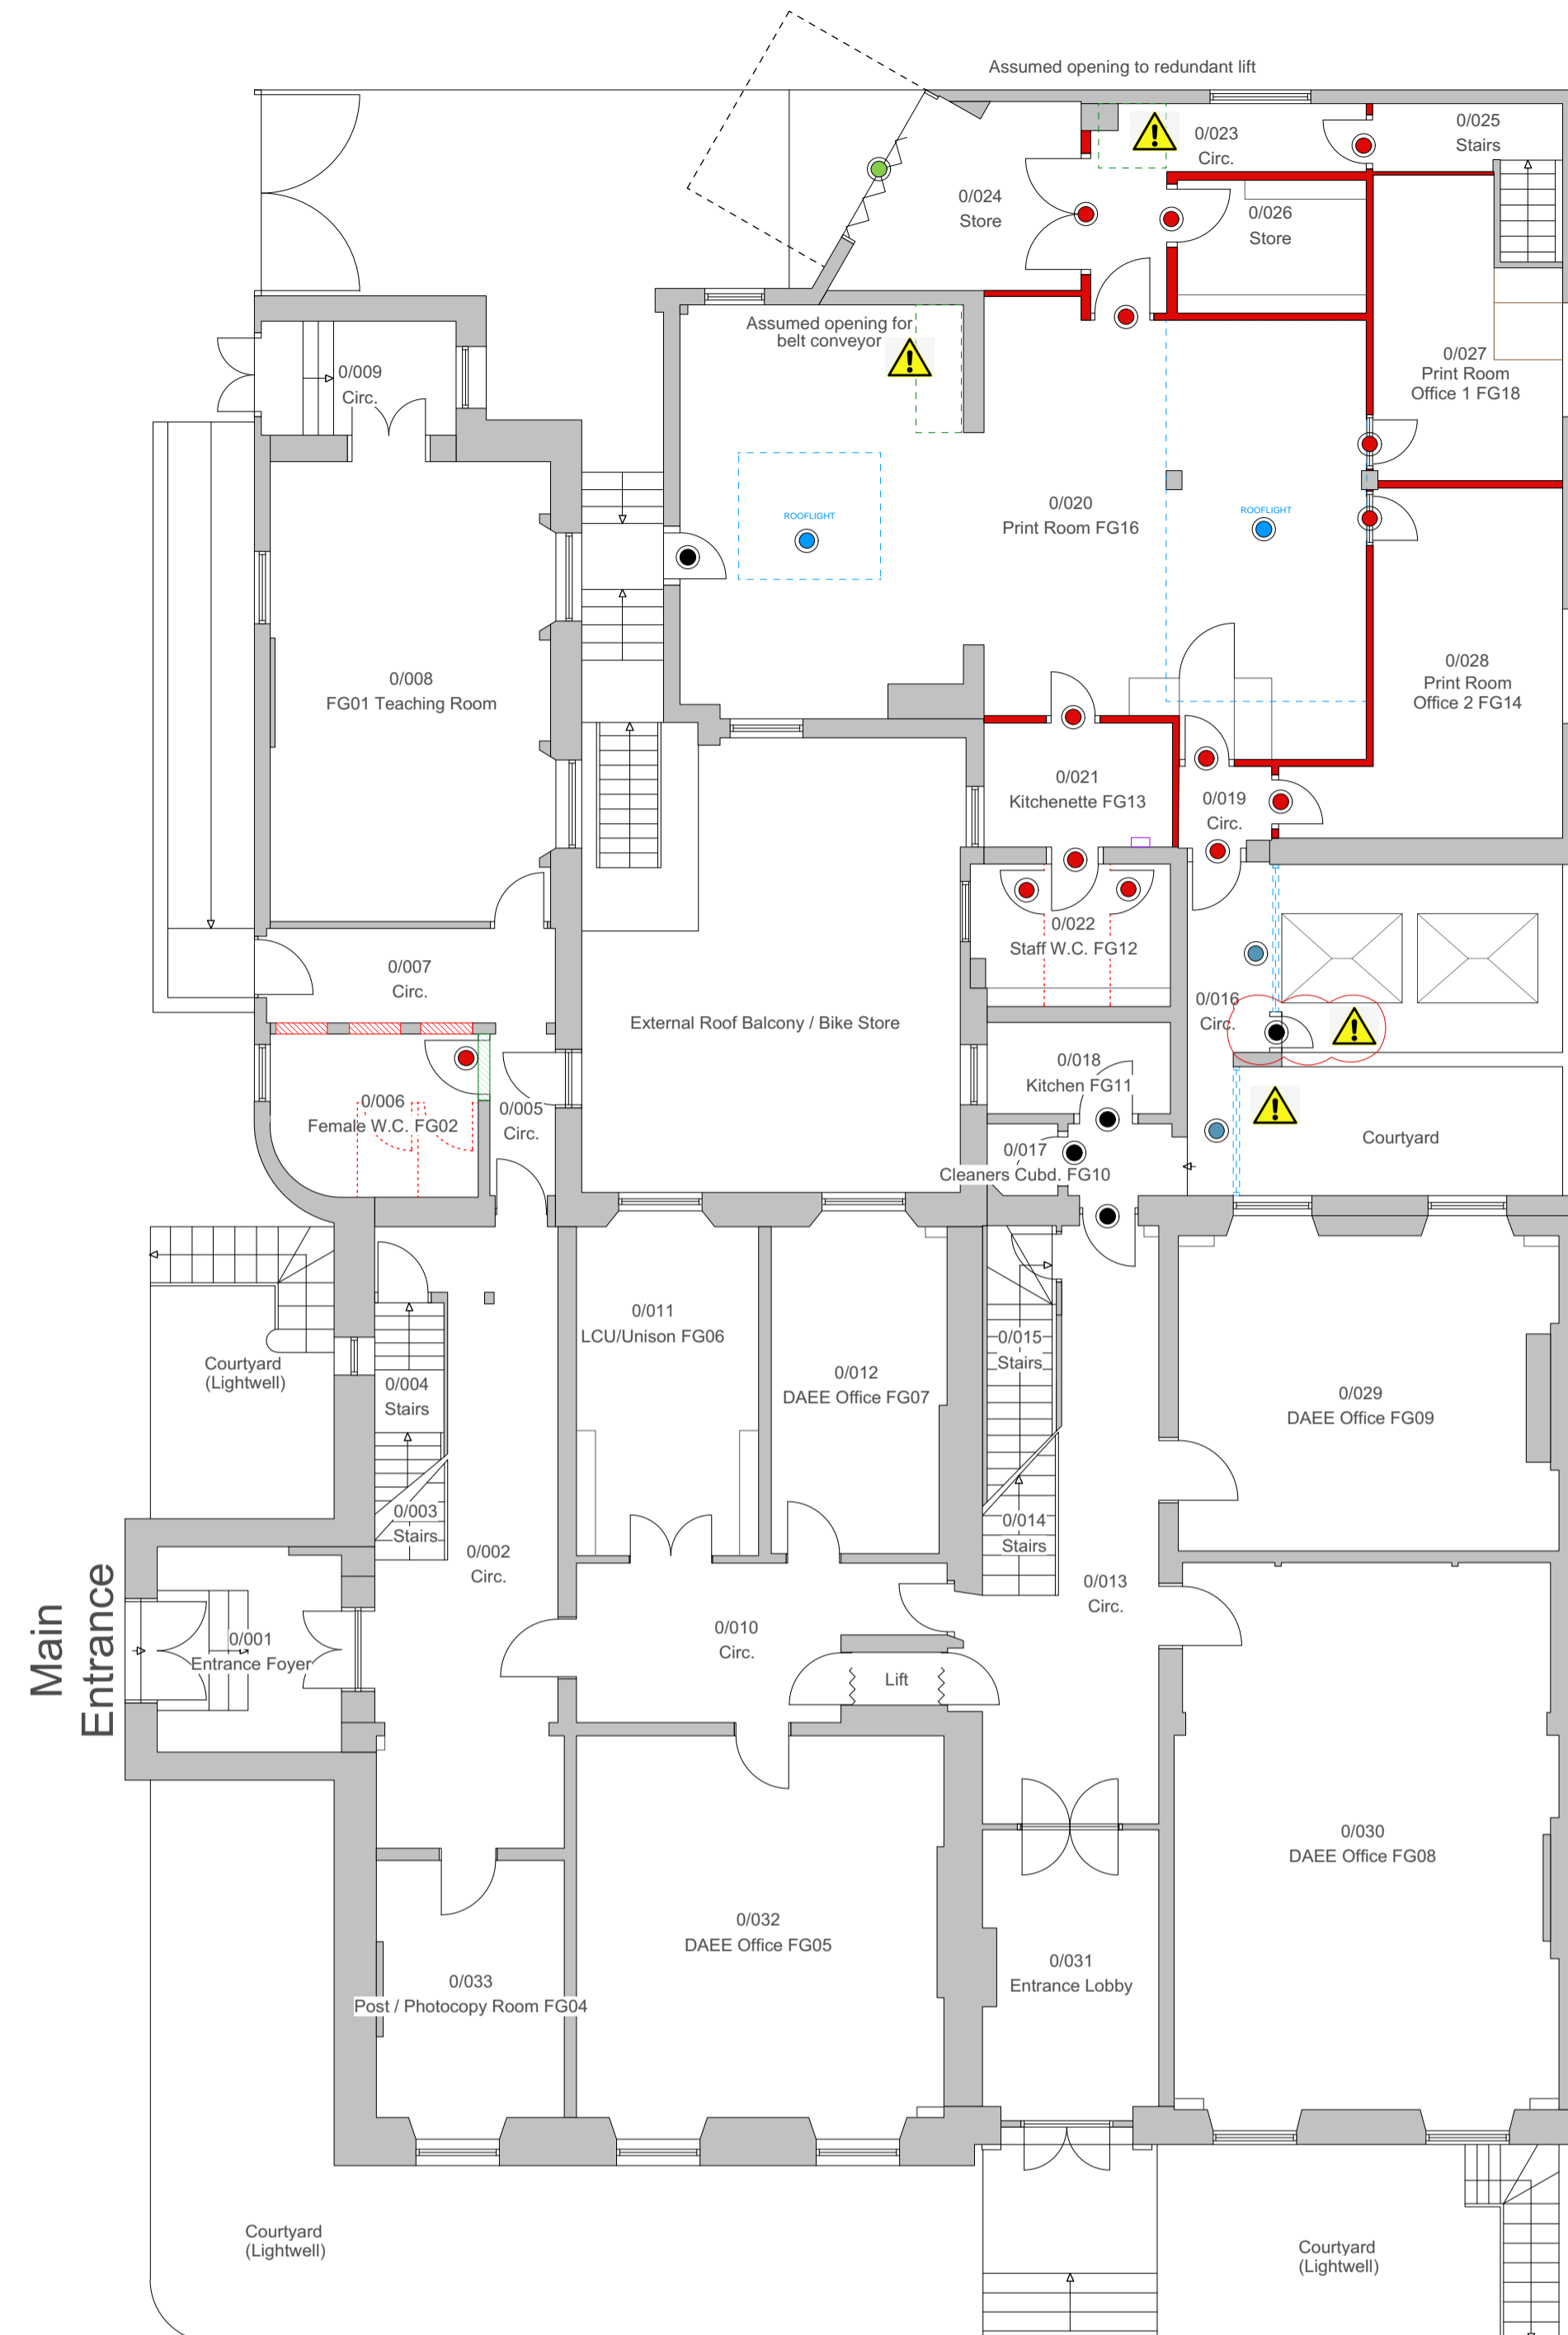 Assumed opening to redundant lift
0/023
Circ.
0/025
Stairs
0/024
Store
0/026
Store
Assumed opening for
belt conveyor
0/027
Print Room
Office 1 FG18
0/009
Circ.
0/020
Print Room FG16
ROOFLIGHT
ROOFLIGHT
0/008
FG01 Teaching Room
0/028
Print Room
Office 2 FG14
0/021
Kitchenette FG13
0/019
Circ.
0/022
Staff W.C. FG12
0/007
Circ.
0/016
Circ.
External Roof Balcony / Bike Store
0/018
Kitchen FG11
0/006
Female W.C. FG02
0/005
Circ.
Courtyard
0/017
Cleaners Cubd. FG10
0/011
LCU/Unison FG06
0/015
Stairs
Courtyard
(Lightwell)
0/004
Stairs
0/012
DAEE Office FG07
0/029
DAEE Office FG09
0/003
Stairs
0/014
Stairs
0/002
Circ.
0/013
Circ.
Main
Entrance
0/001
Entrance Foyer
0/010
Circ.
Lift
0/030
DAEE Office FG08
0/032
DAEE Office FG05
0/031
Entrance Lobby
0/033
Post / Photocopy Room FG04
Courtyard
(Lightwell)
Courtyard
(Lightwell)